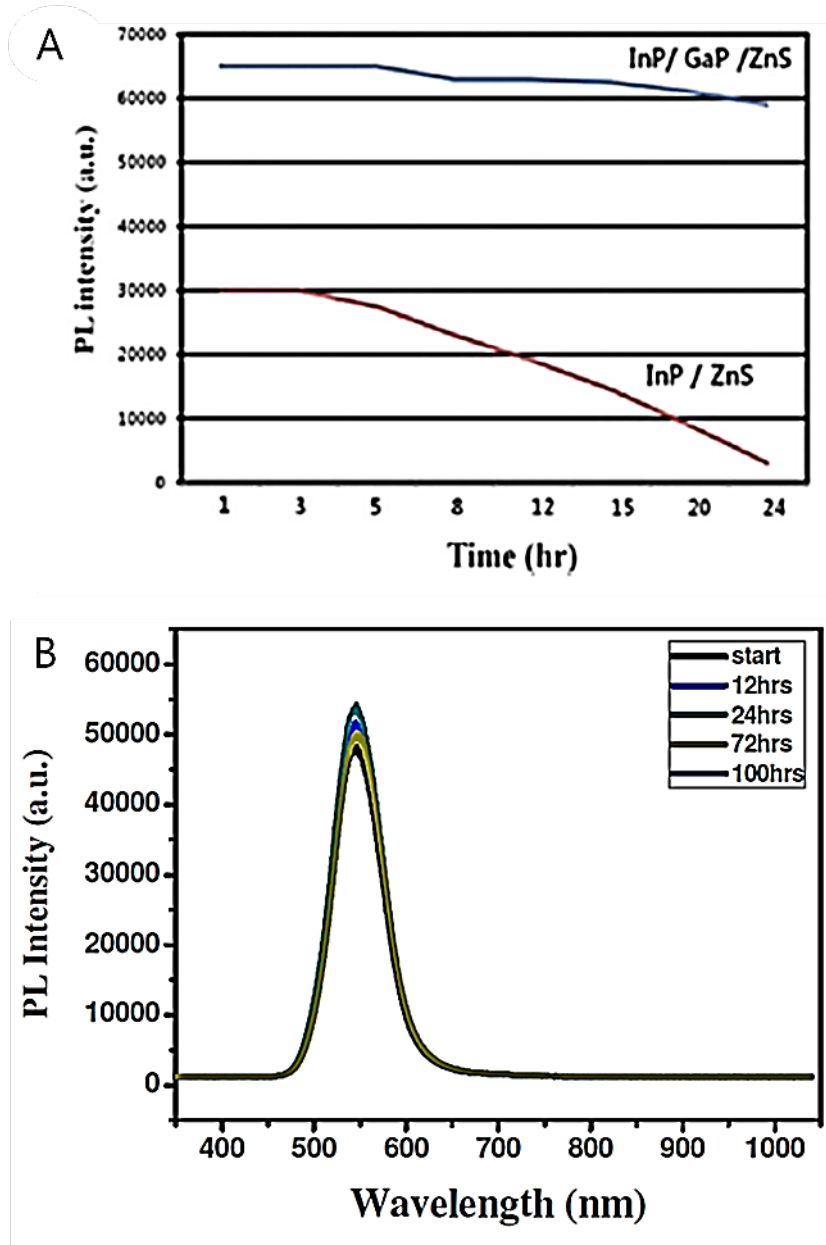 A
70000
60000
50000
40000
30000
20000
10000
0
PL intensity (a.u.)
InP/ GaP /ZnS
InP / ZnS
1 3 5 8 12 15 20 24
Time (hr)
B
60000
50000
40000
30000
20000
10000
0
PL Intensity (a.u.)
start
12hrs
24hrs
72hrs
100hrs
400 500 600 700 800 900 1000
Wavelength (nm)